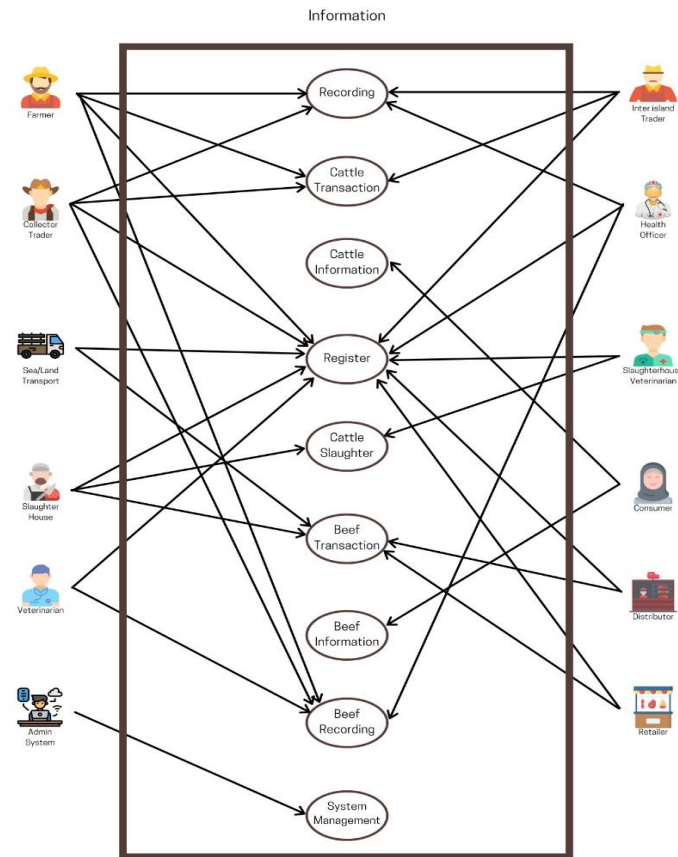 Information
Farmer
Collector
Trader
Sea/Land
Transport
Slaughter
House
Veterinarian
Admin
System
Recording
Cattle
Transaction
Cattle
Information
Register
Cattle
Slaughter
Beef
Transaction
Beef
Information
Beef
Recording
System
Management
Inter island
Trader
Health
Officer
Slaughterhous
Veterinarian
Consumer
Distributor
Retailer